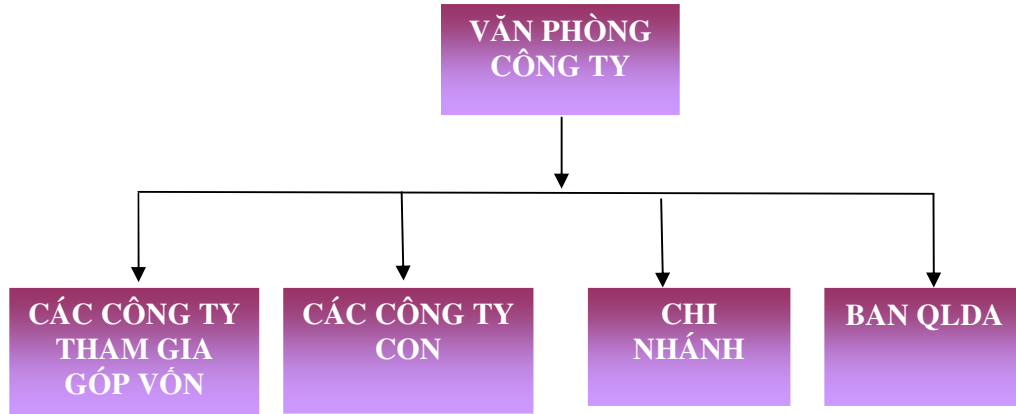 VĂN PHÒNG
CÔNG TY
CÁC CÔNG TY
THAM GIA
GÓP VỐN
CÁC CÔNG TY
CON
CHI
NHÁNH
BAN QLDA